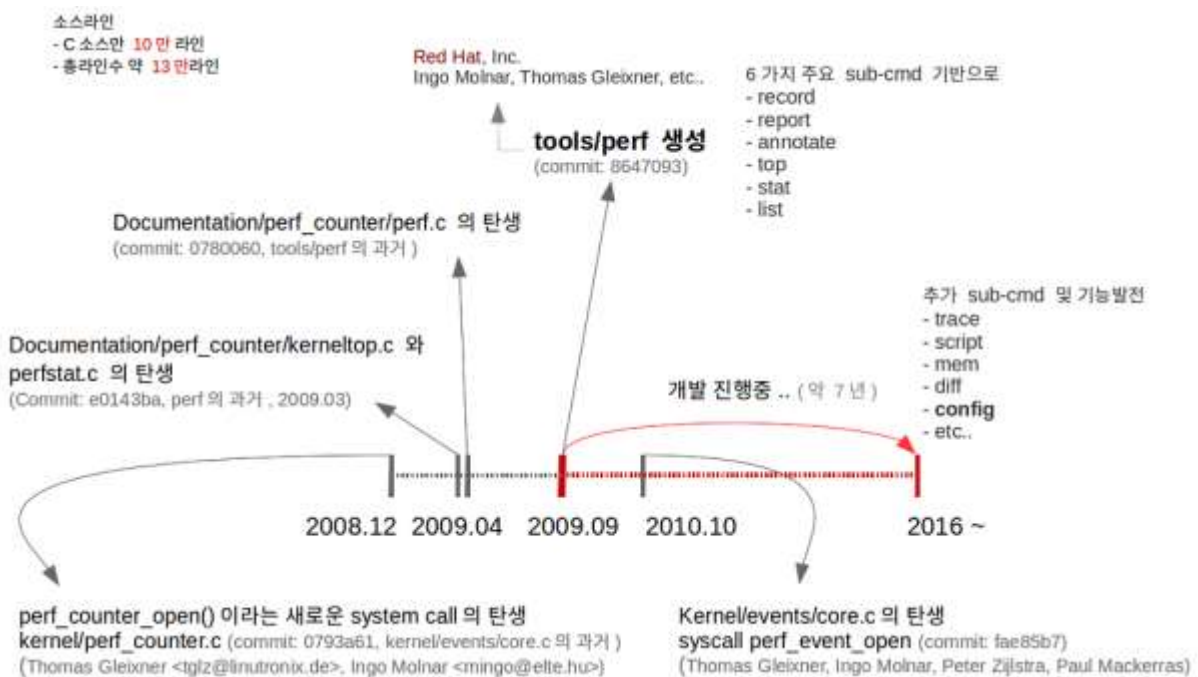 소스라인
- C 소스만 10 만 라인
- 총라인수 약 13 만라인
Red Hat, Inc.
Ingo Molnar, Thomas Gleixner, etc..
6 가지 주요 sub-cmd 기반으로
- record
- report
- annotate
- top
- stat
- list
tools/perf 생성
(commit: 8647093)
Documentation/perf_counter/perf.c 의 탄생
(commit: 0780060, tools/perf 의 과거 )
추가 sub-cmd 및 기능발전
- trace
- script
- mem
- diff
- config
- etc..
Documentation/perf_counter/kerneltop.c 와
perfstat.c 의 탄생
(Commit: e0143ba, perf 의 과거 , 2009.03)
개발 진행중 .. ( 약 7 년 )
2008.12 2009.04 2009.09 2010.10 2016 ~
perf_counter_open() 이라는 새로운 system call 의 탄생
kernel/perf_counter.c (commit: 0793a61, kernel/events/core.c 의 과거 )
(Thomas Gleixner <tglz@linutronix.de>, Ingo Molnar <mingo@elte.hu>)
Kernel/events/core.c 의 탄생
syscall perf_event_open (commit: fae85b7)
(Thomas Gleixner, Ingo Molnar, Peter Zijlstra, Paul Mackerras)